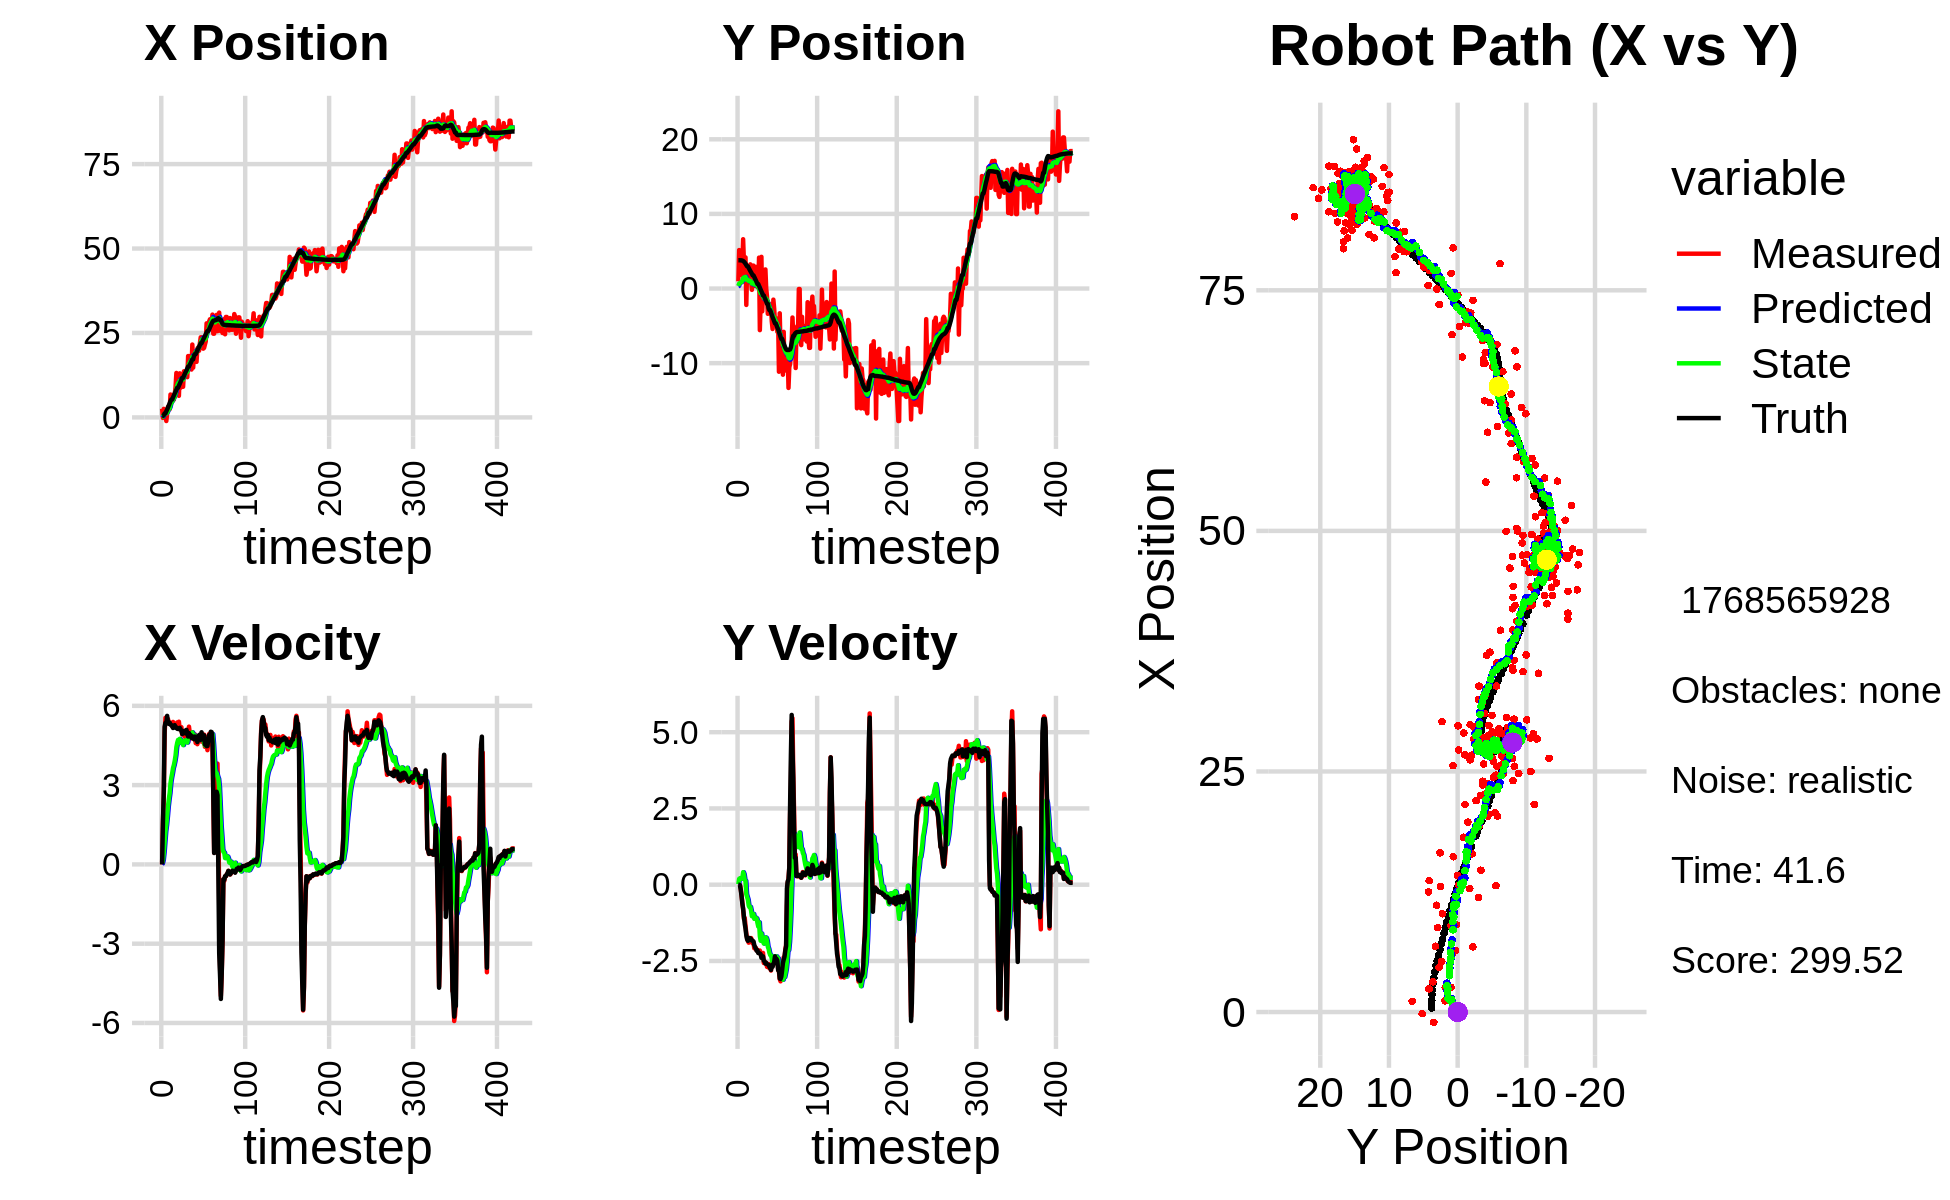 X Position
75
50
25
0
0
100
200
300
400
timestep
Y Position
20
10
0
-10
0
100
200
300
400
timestep
X Velocity
6
3
0
-3
-6
0
100
200
300
400
timestep
Y Velocity
5.0
2.5
0.0
-2.5
0
100
200
300
400
timestep
Robot Path (X vs Y)
X Position
75
50
25
0
20 10 0 -10 -20
Y Position
variable
Measured
Predicted
State
Truth
1768565928
Obstacles: none
Noise: realistic
Time: 41.6
Score: 299.52